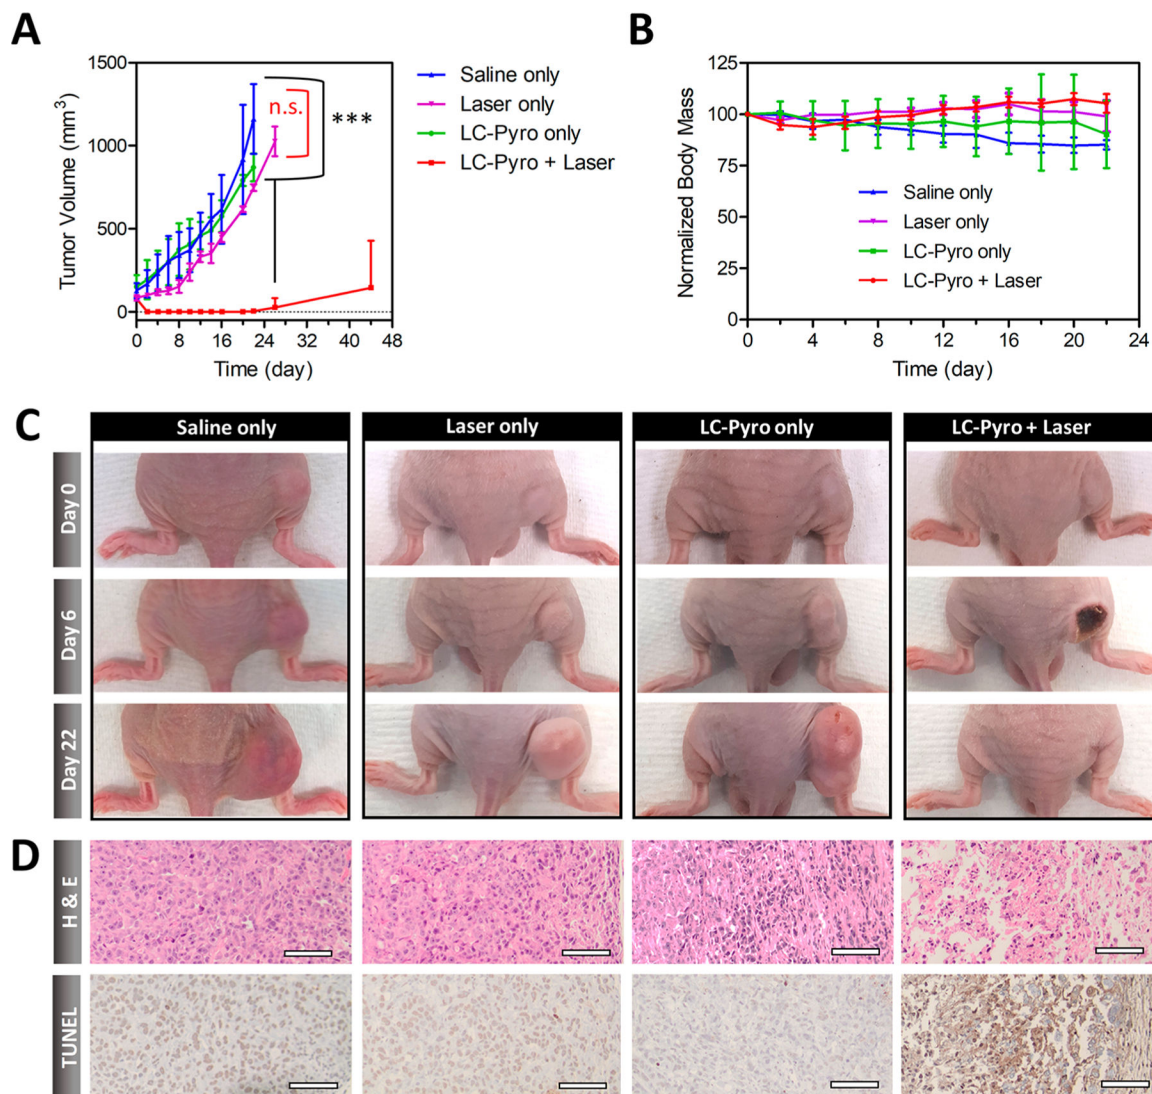 A
1500
1000
500
0
Tumor Volume (mm³)
0 8 16 24 32 40 48
Time (day)
n.s.
***
Saline only
Laser only
LC-Pyro only
LC-Pyro + Laser
B
125
100
75
50
25
0
Normalized Body Mass
0 4 8 12 16 20 24
Time (day)
Saline only
Laser only
LC-Pyro only
LC-Pyro + Laser
C
Saline only Laser only LC-Pyro only LC-Pyro + Laser
Day 0
Day 6
Day 22
D
H & E
TUNEL